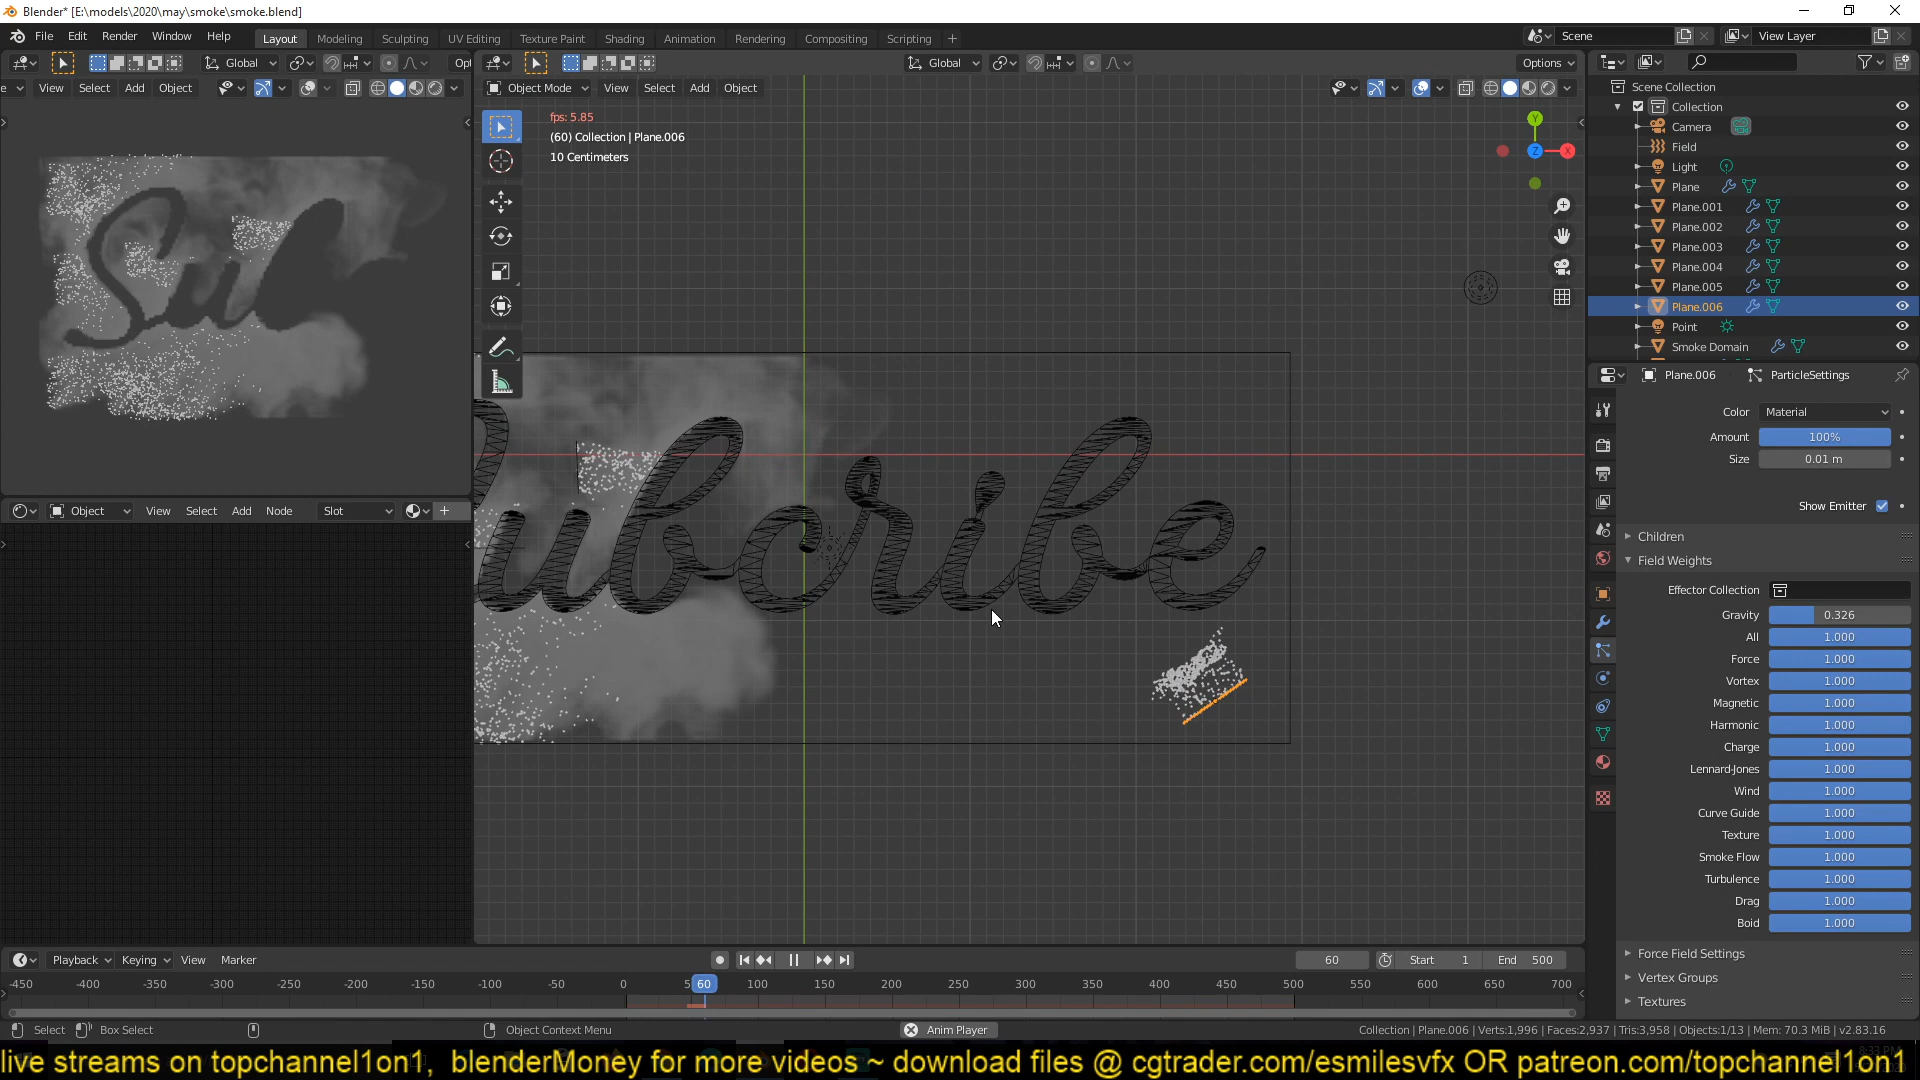 Blender* [E:\models\2020\may\smoke\smoke.blend]
File Edit Render Window Help Layout Modeling Sculpting UV Editing Texture Paint Shading Animation Rendering Compositing Scripting + Scene View Layer
Global Opt Global Options
e View Select Add Object Object Mode View Select Add Object
Scene Collection
Collection
Camera
Field
Light
Plane
Plane.001
Plane.002
Plane.003
Plane.004
Plane.005
Plane.006
Point
Smoke Domain
fps: 5.85
(60) Collection | Plane.006
10 Centimeters
Y
Z
X
Sul
Subcribe
Plane.006 ParticleSettings
Color Material
Amount 100%
Size 0.01 m
Show Emitter
Children
Field Weights
Effector Collection
Gravity 0.326
All 1.000
Force 1.000
Vortex 1.000
Magnetic 1.000
Harmonic 1.000
Charge 1.000
Lennard-Jones 1.000
Wind 1.000
Curve Guide 1.000
Texture 1.000
Smoke Flow 1.000
Turbulence 1.000
Drag 1.000
Boid 1.000
Force Field Settings
Vertex Groups
Textures
Object View Select Add Node Slot
Playback Keying View Marker 60 Start 1 End 500
-450 -400 -350 -300 -250 -200 -150 -100 -50 0 5 60 100 150 200 250 300 350 400 450 500 550 600 650 700
Select Box Select Object Context Menu Anim Player Collection | Plane.006 | Verts:1,996 | Faces:2,937 | Tris:3,958 | Objects:1/13 | Mem: 70.3 MiB | v2.83.16
live streams on topchannel1on1, blenderMoney for more videos ~ download files @ cgtrader.com/esmilesvfx OR patreon.com/topchannel1on1